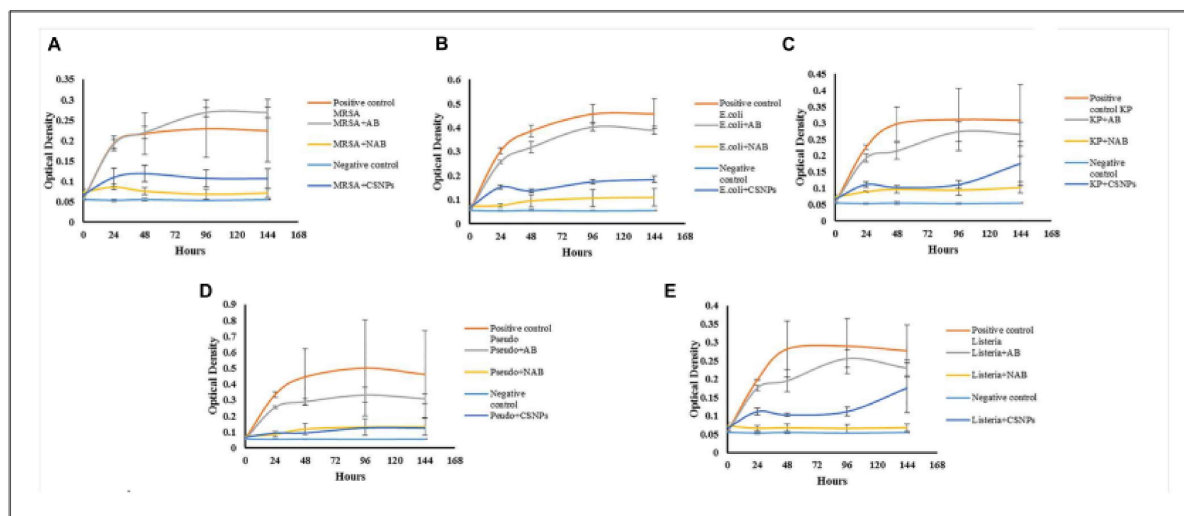 A
Optical Density
0.35
0.3
0.25
0.2
0.15
0.1
0.05
0
0 24 48 72 96 120 144 168
Hours
Positive control
MRSA
MRSA+AB
MRSA+NAB
Negative control
MRSA+CSNPs
B
Optical Density
0.6
0.5
0.4
0.3
0.2
0.1
0
0 24 48 72 96 120 144 168
Hours
Positive control
E.coli
E.coli+AB
E.coli+NAB
Negative
control
E.coli+CSNPs
C
Optical Density
0.45
0.4
0.35
0.3
0.25
0.2
0.15
0.1
0.05
0
0 24 48 72 96 120 144 168
Hours
Positive
control KP
KP+AB
KP+NAB
Negative
control
KP+CSNPs
D
Optical Density
0.9
0.8
0.7
0.6
0.5
0.4
0.3
0.2
0.1
0
0 24 48 72 96 120 144 168
Hours
Positive control
Pseudo
Pseudo+AB
Pseudo+NAB
Negative
control
Peudo+CSNPs
E
Optical Density
0.4
0.35
0.3
0.25
0.2
0.15
0.1
0.05
0
0 24 48 72 96 120 144 168
Hours
Positive control
Listeria
Listeria+AB
Listeria+NAB
Negative control
Listeria+CSNPs